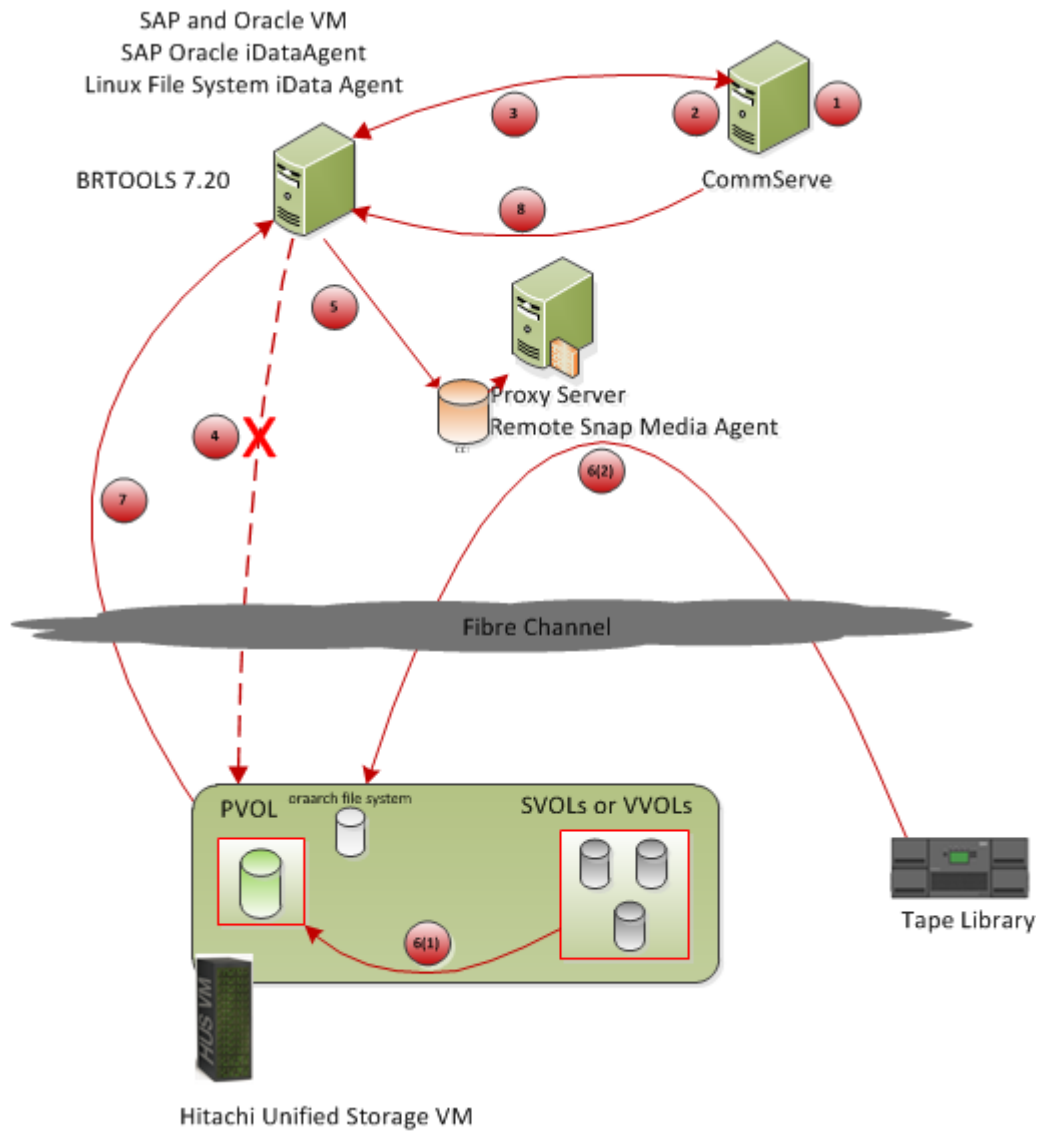 SAP and Oracle VM
SAP Oracle iDataAgent
Linux File System iData Agent
3
2
1
BRTOOLS 7.20
CommServe
8
5
Proxy Server
Remote Snap Media Agent
4
6(2)
7
Fibre Channel
oraarch file system
PVOL
SVOLs or VVOLs
Tape Library
6(1)
HUS VM
Hitachi Unified Storage VM